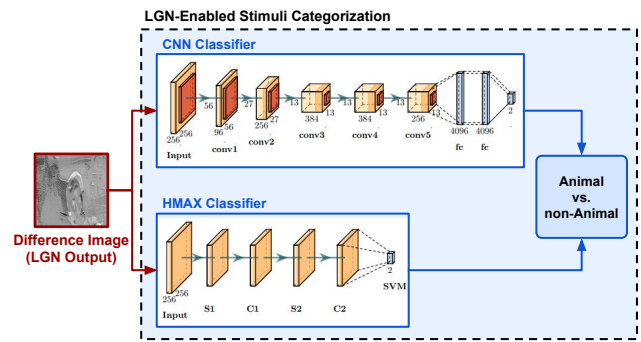 LGN-Enabled Stimuli Categorization
CNN Classifier
256
256
Input
56
96
56
conv1
27
256
27
conv2
13
384
13
conv3
13
384
13
conv4
13
256
13
conv5
4096
fc
4096
fc
2
Difference Image
(LGN Output)
HMAX Classifier
256
256
Input
S1
C1
S2
C2
2
SVM
Animal
vs.
non-Animal